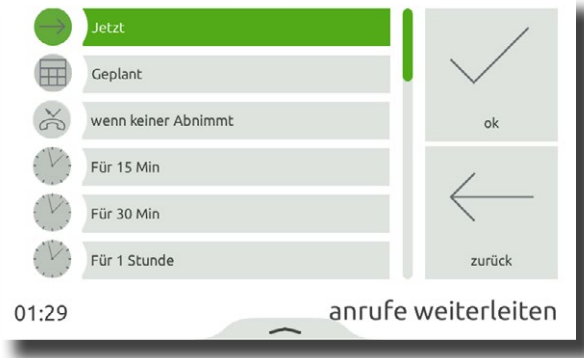 Jetzt
Geplant
wenn keiner Abnimmt
Für 15 Min
Für 30 Min
Für 1 Stunde
ok
zurück
01:29
anrufe weiterleiten